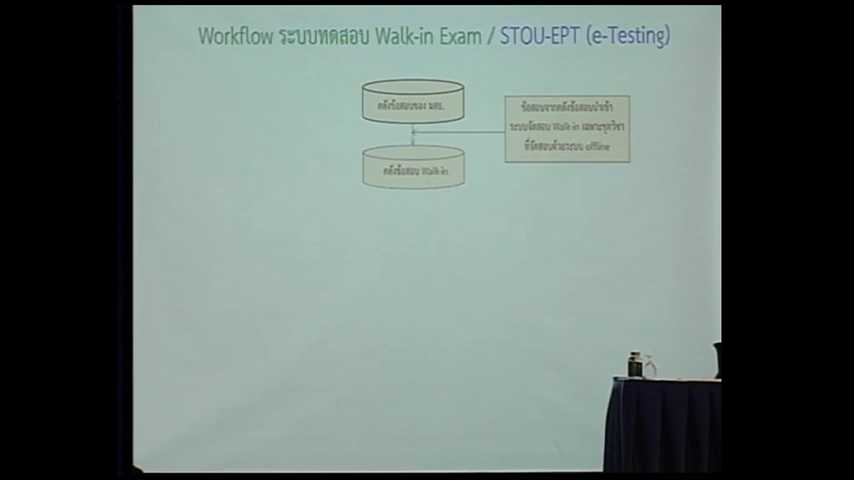 Workflow ระบบทดสอบ Walk-in Exam / STOU-EPT (e-Testing)
คลังข้อสอบของ มสธ.
ข้อสอบจากคลังข้อสอบนำเข้า
ระบบจัดสอบ Walk-in เฉพาะชุดวิชา
ที่จัดสอบด้วยระบบ offline
คลังข้อสอบ Walk-in